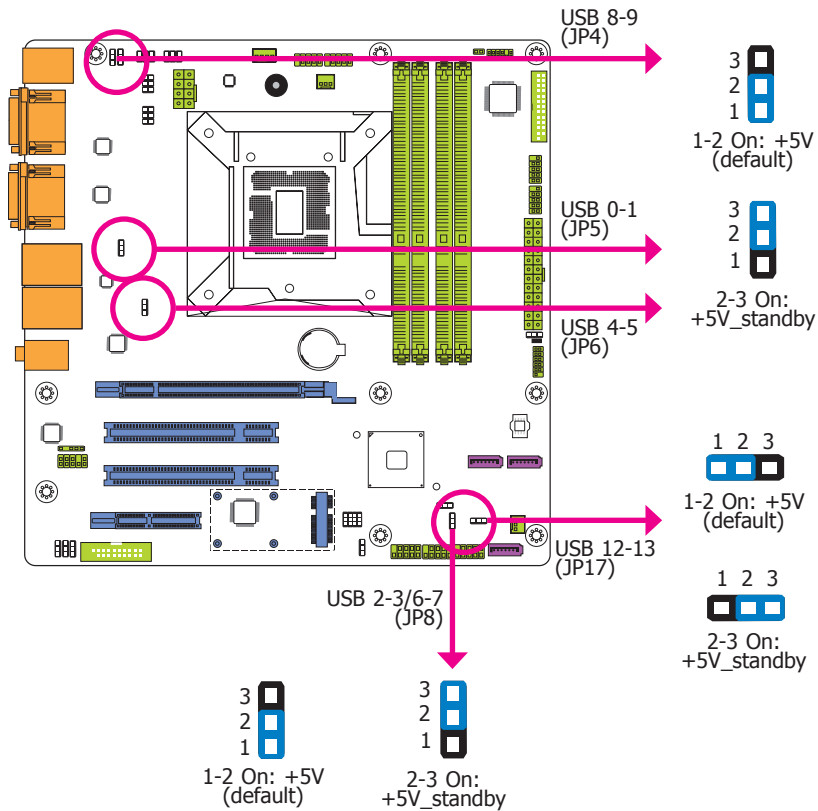 USB 8-9
(JP4)
3
2
1
1-2 On: +5V
(default)
USB 0-1
(JP5)
3
2
1
2-3 On:
+5V_standby
USB 4-5
(JP6)
1 2 3
1-2 On: +5V
(default)
USB 12-13
(JP17)
1 2 3
2-3 On:
+5V_standby
USB 2-3/6-7
(JP8)
3
2
1
1-2 On: +5V
(default)
3
2
1
2-3 On:
+5V_standby